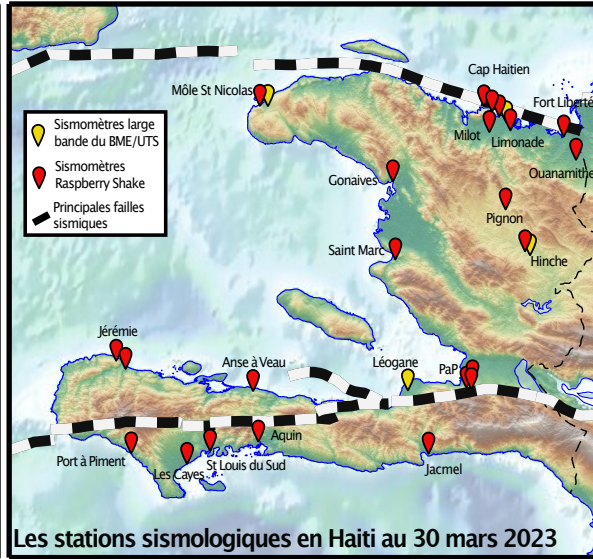 Cap Haitien
Môle St Nicolas
Fort Liberté
Sismomètres large
bande du BME/UTS
Milot
Limonade
Sismomètres
Raspberry Shake
Gonaives
Ouanamithe
Principales failles
sismiques
Pignon
Saint Marc
Hinche
Jérémie
Anse à Veau
Léogane
PaP
Aquin
Port à Piment
Les Cayes
St Louis du Sud
Jacmel
Les stations sismologiques en Haiti au 30 mars 2023